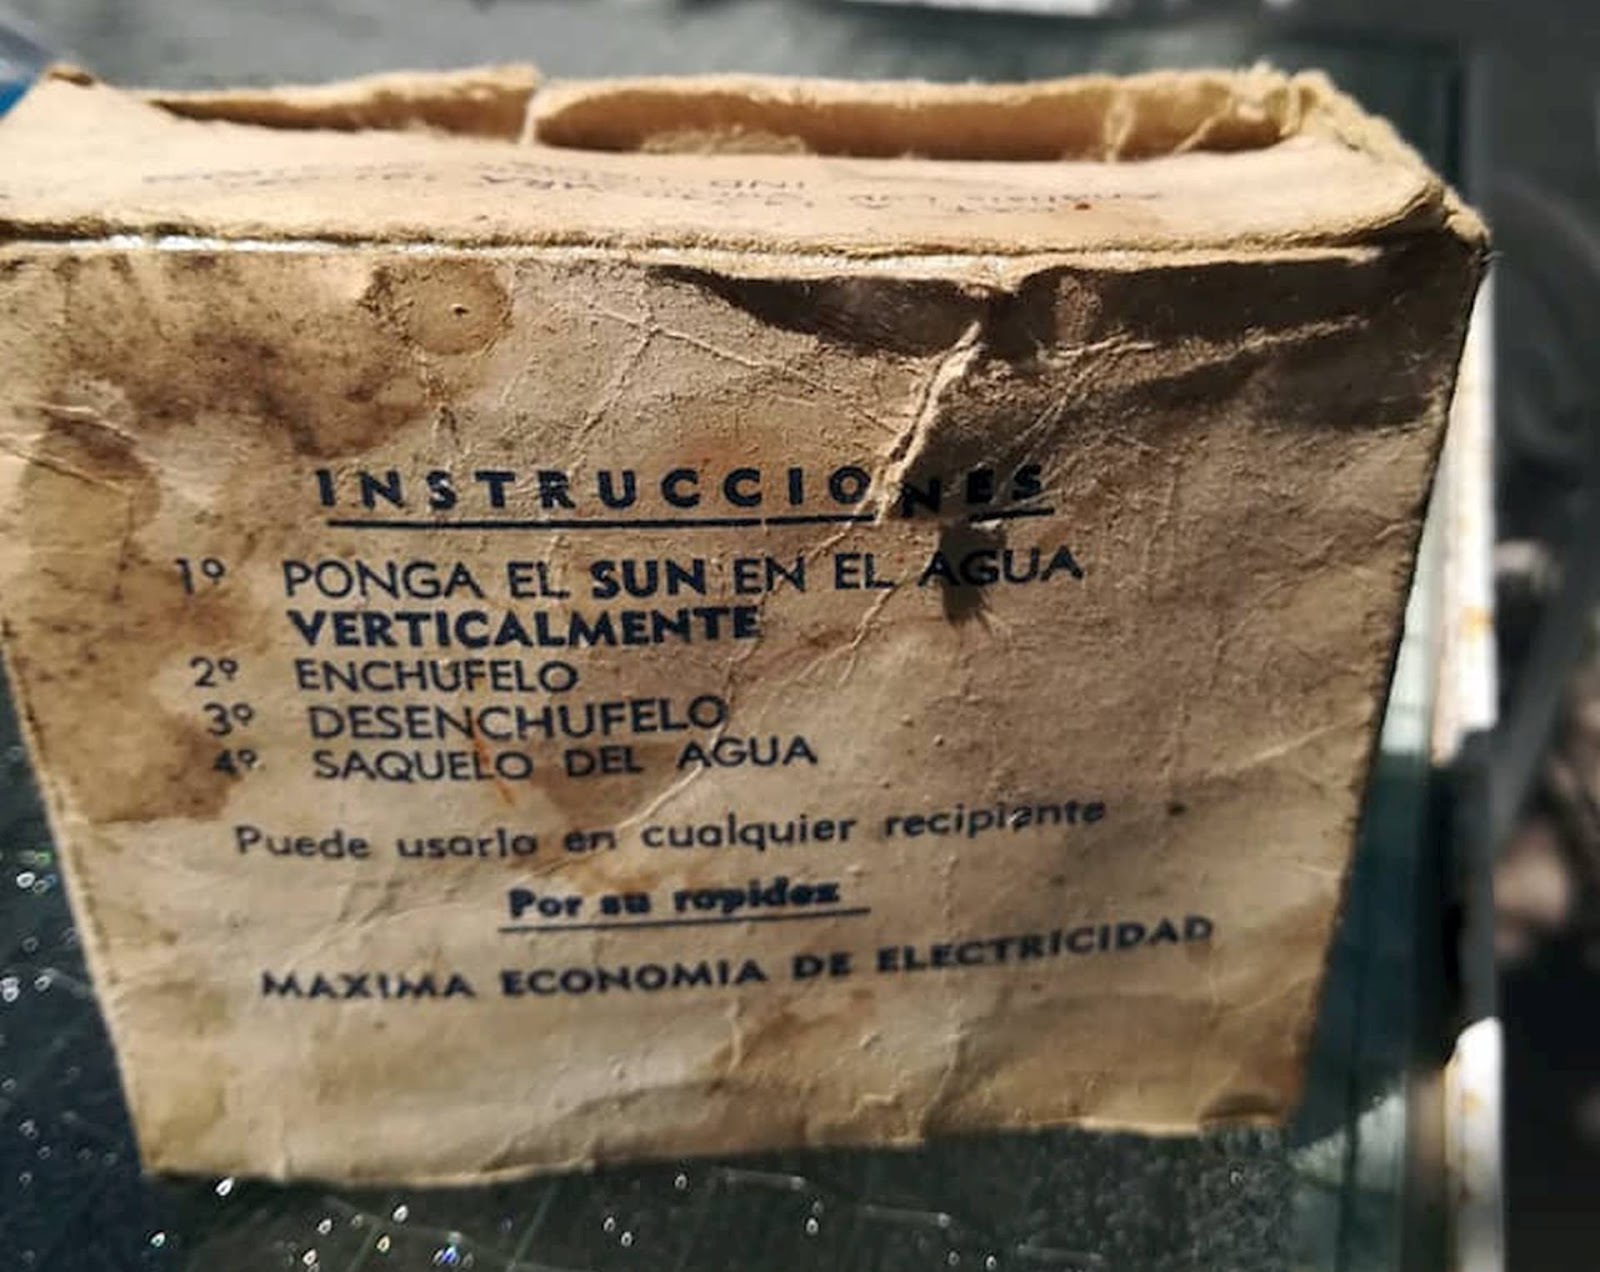 INSTRUCCIONES
1º PONGA EL SUN EN EL AGUA
VERTICALMENTE
2º ENCHUFELO
3º DESENCHUFELO
4º SAQUELO DEL AGUA
Puede usarlo en cualquier recipiente
Por su rapidez
MAXIMA ECONOMIA DE ELECTRICIDAD